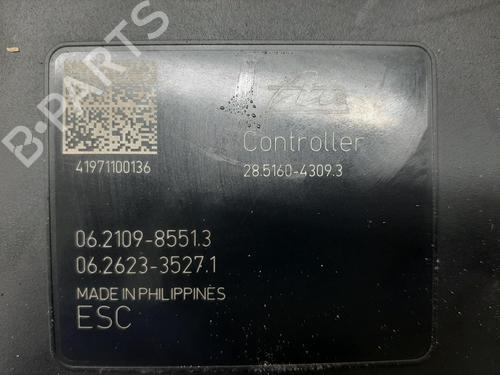 B-PARTS
ate
Controller
41971100136
28.5160-4309.3
06.2109-8551.3
06.2623-3527.1
MADE IN PHILIPPINES
ESC